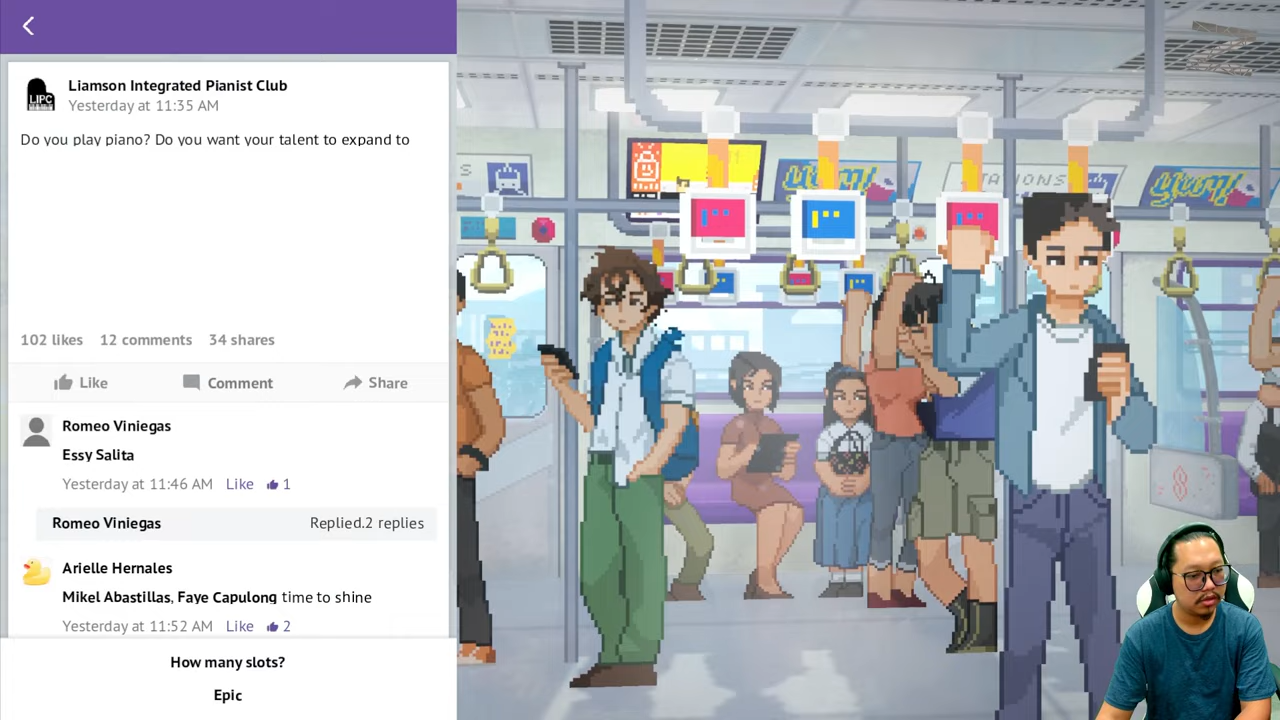 Liamson Integrated Pianist Club
LIPC
Yesterday at 11:35 AM
Do you play piano? Do you want your talent to expand to
102 likes 12 comments 34 shares
Like Comment Share
Romeo Viniegas
Essy Salita
Yesterday at 11:46 AM Like 1
Romeo Viniegas Replied.2 replies
Arielle Hernales
Mikel Abastillas, Faye Capulong time to shine
Yesterday at 11:52 AM Like 2
How many slots?
Epic